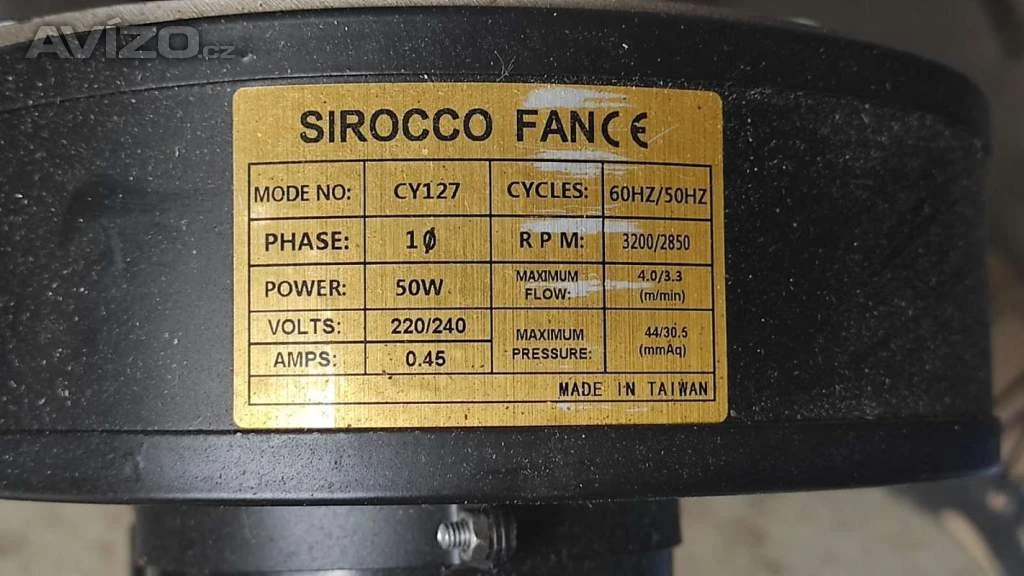 AVÍZO.CZ
SIROCCO FAN CE
MODE NO: CY127 CYCLES: 60HZ/50HZ
PHASE: 1Ø R P M: 3200/2850
POWER: 50W MAXIMUM FLOW: 4.0/3.3 (m/min)
VOLTS: 220/240 MAXIMUM PRESSURE: 44/30.5 (mmAq)
AMPS: 0.45
MADE IN TAIWAN